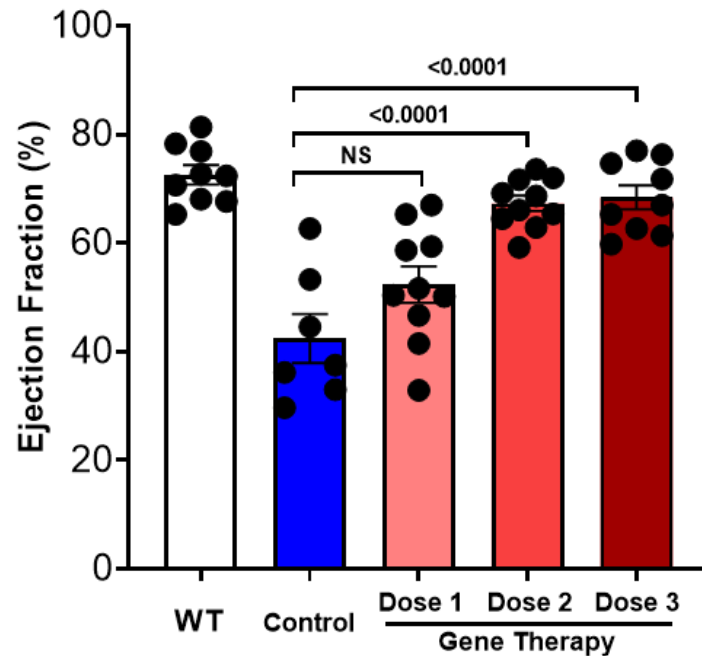 100
<0.0001
<0.0001
NS
80
60
40
20
0
Ejection Fraction (%)
WT Control Dose 1 Dose 2 Dose 3
Gene Therapy